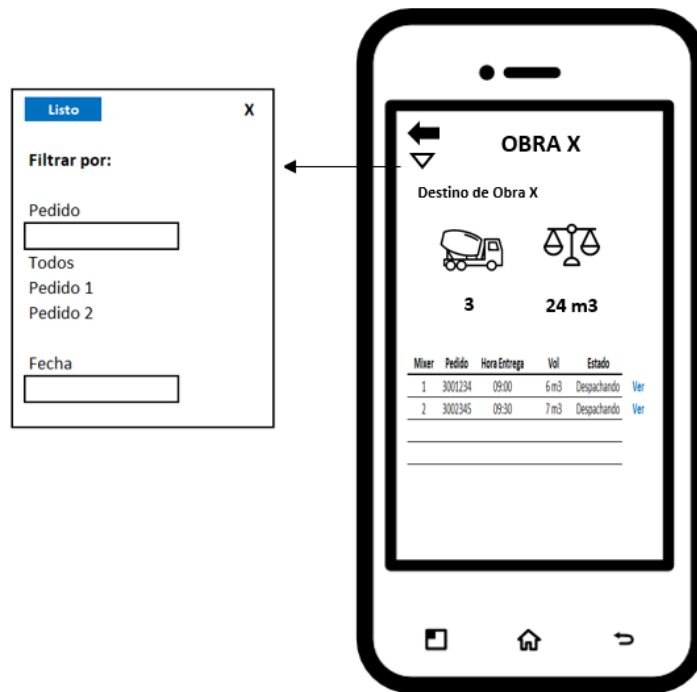 Listo X
Filtrar por:
Pedido
Todos
Pedido 1
Pedido 2
Fecha
OBRA X
Destino de Obra X
3 24 m3
Mixer Pedido Hora Entrega Vol Estado
1 3001234 09:00 6 m3 Despachando Ver
2 3002345 09:30 7 m3 Despachando Ver